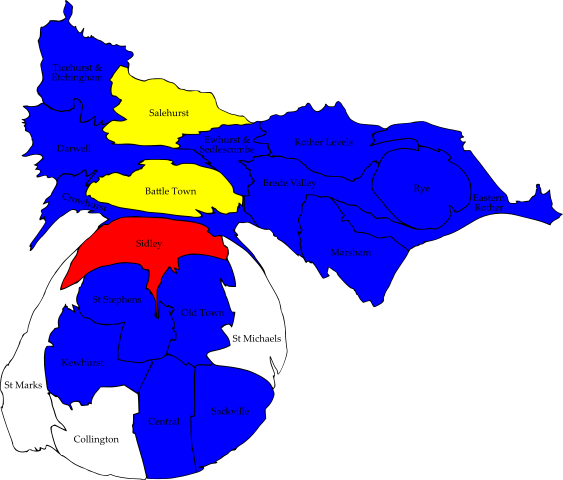 Ticehurst &
Etchingham
Salehurst
Darwell
Ewhurst &
Sedlescombe
Rother Levels
Battle Town
Brede Valley
Rye
Crowhurst
Eastern
Rother
Sidley
Marsham
St Stephens
Old Town
St Michaels
Kewhurst
St Marks
Sackville
Central
Collington